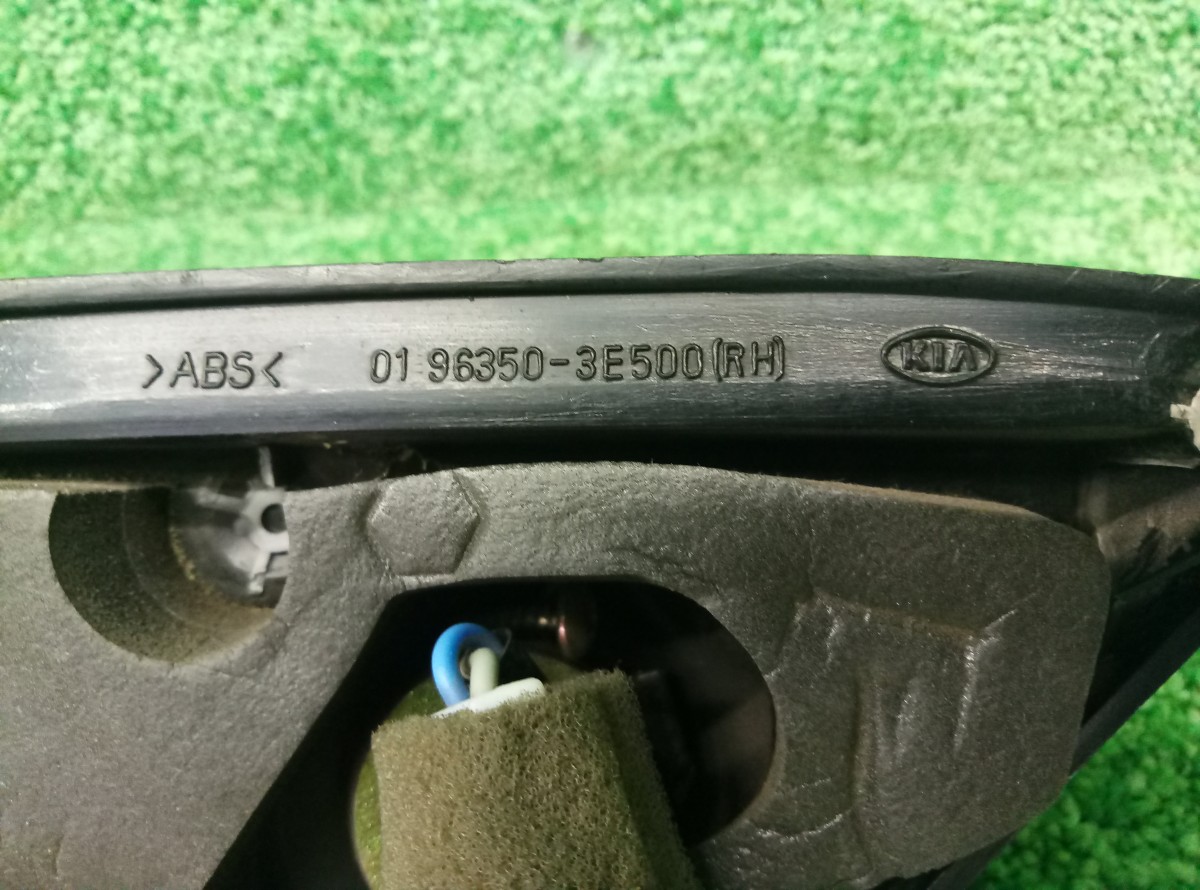 >ABS< 01 96350-3E500(RH) KIA